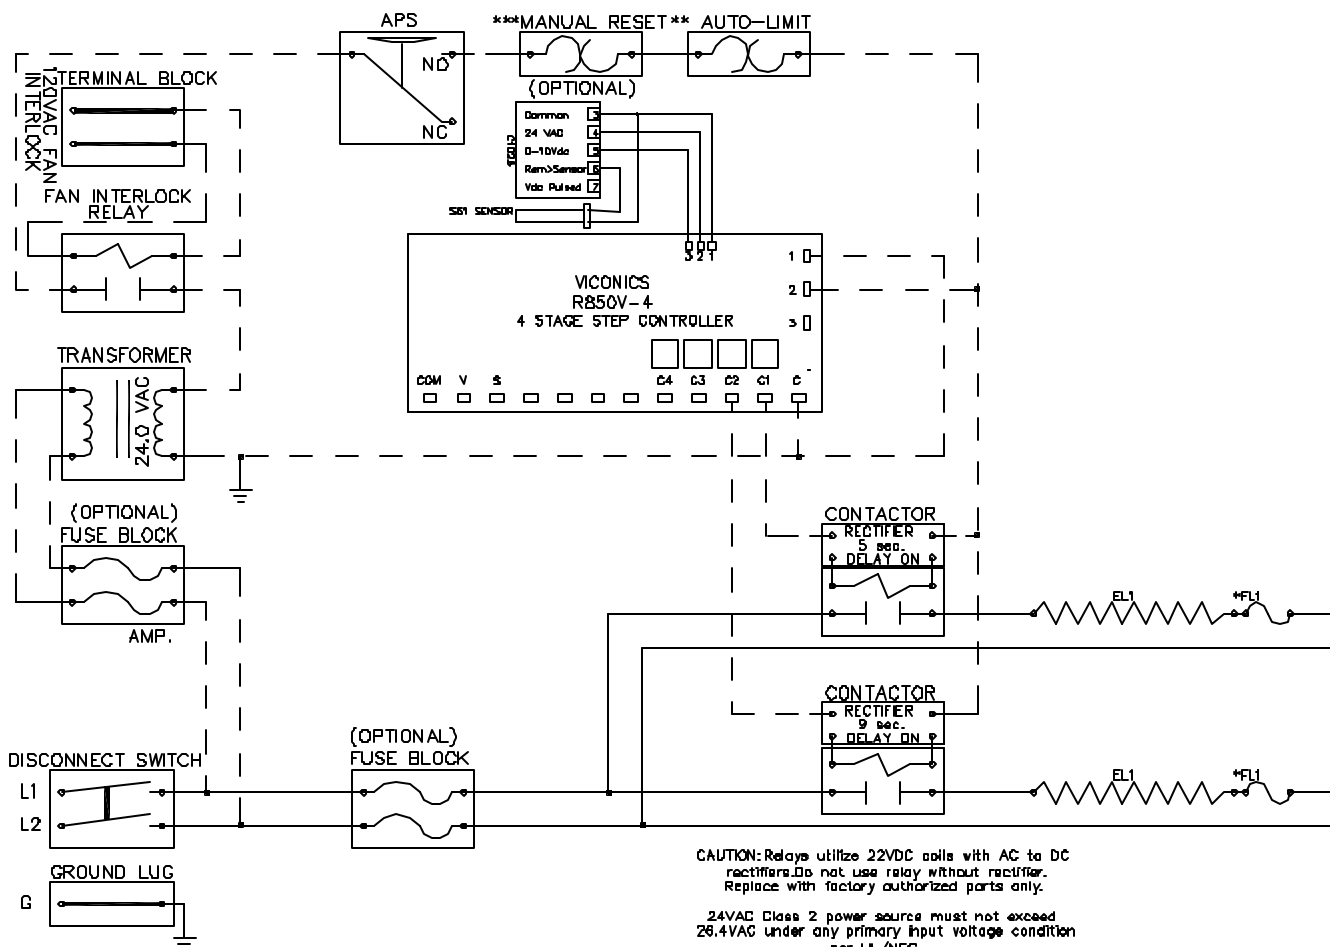 APS
***MANUAL RESET
** AUTO-LIMIT
NO
NC
(OPTIONAL)
TERMINAL BLOCK
120VAC FAN
INTERLOCK
FAN INTERLOCK
RELAY
Common 3
24 VAC 4
0-10Vdc 5
Rem>Sensor 6
Vdc Pulsed 7
SENSOR
3 2 1
VICONICS
R850V-4
4 STAGE STEP CONTROLLER
1
2
3
COM V S C4 C3 C2 C1 C
TRANSFORMER
24.0 VAC
(OPTIONAL)
FUSE BLOCK
AMP.
CONTACTOR
RECTIFIER
5 sec.
DELAY ON
EL1 *FL1
CONTACTOR
RECTIFIER
9 sec.
DELAY ON
EL1 *FL1
(OPTIONAL)
FUSE BLOCK
DISCONNECT SWITCH
L1
L2
GROUND LUG
G
CAUTION: Relays utilize 22VDC coils with AC to DC
rectifiers.Do not use relay without rectifier.
Replace with factory authorized parts only.
24VAC Class 2 power source must not exceed
26.4VAC under any primary input voltage condition